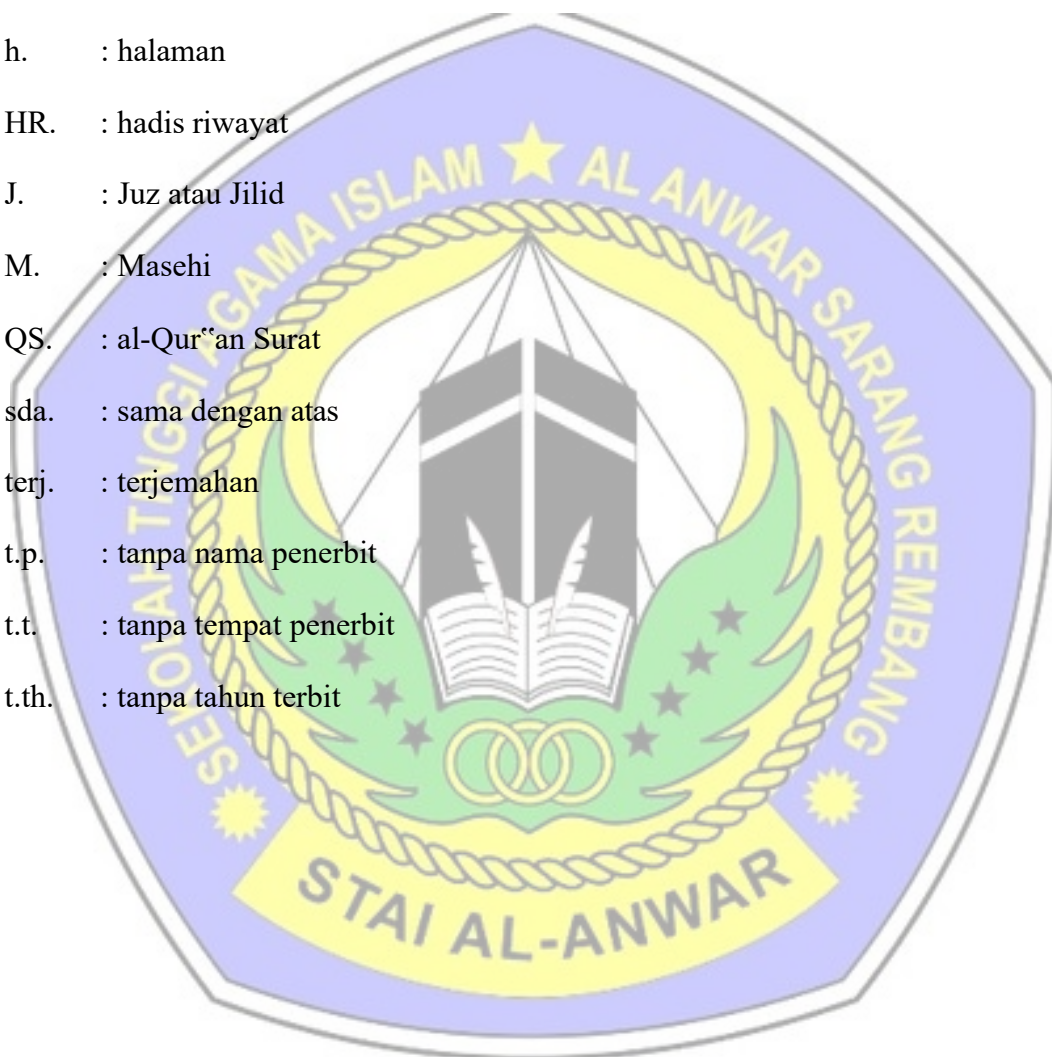 h. : halaman
HR. : hadis riwayat
J. : Juz atau Jilid
M. : Masehi
QS. : al-Qur‟an Surat
sda. : sama dengan atas
terj. : terjemahan
t.p. : tanpa nama penerbit
t.t. : tanpa tempat penerbit
t.th. : tanpa tahun terbit
SEKOLAH TINGGI AGAMA ISLAM ★ AL ANWAR SARANG REMBANG
STAI AL-ANWAR